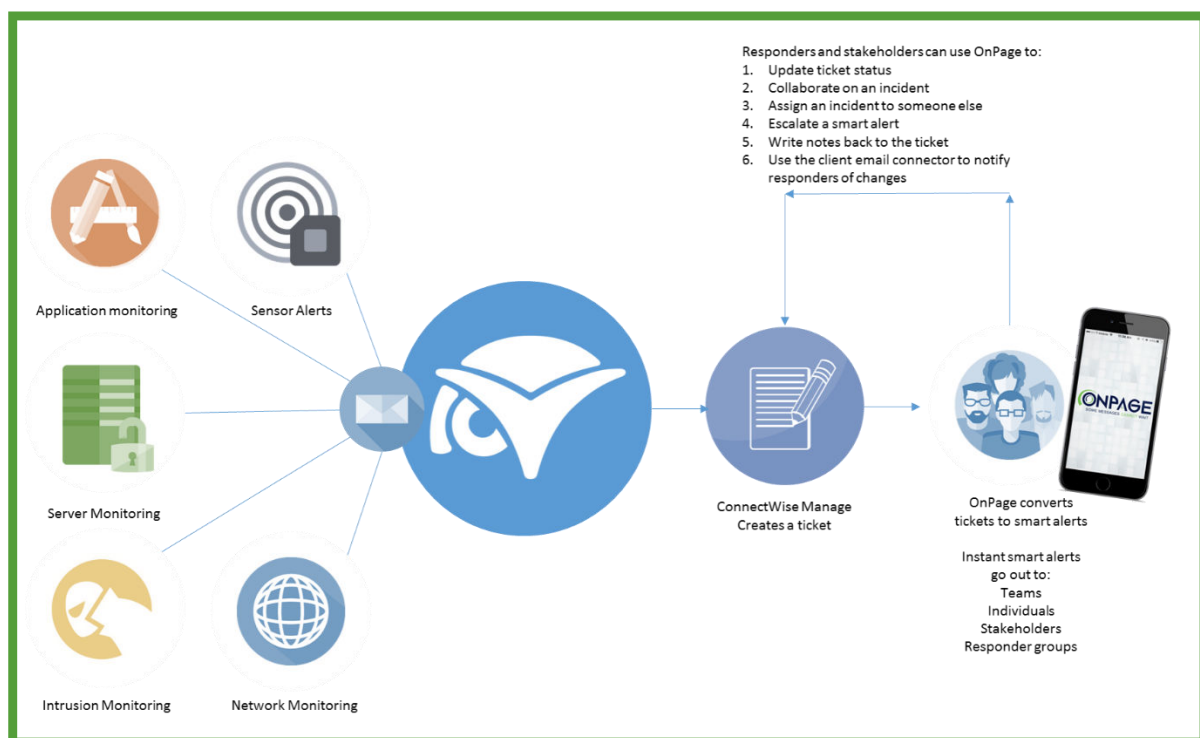 Responders and stakeholders can use OnPage to:
1. Update ticket status
2. Collaborate on an incident
3. Assign an incident to someone else
4. Escalate a smart alert
5. Write notes back to the ticket
6. Use the client email connector to notify
responders of changes
Application monitoring
Sensor Alerts
Server Monitoring
Intrusion Monitoring
Network Monitoring
ConnectWise Manage
Creates a ticket
ONPAGE
OnPage converts
tickets to smart alerts
Instant smart alerts
go out to:
Teams
Individuals
Stakeholders
Responder groups